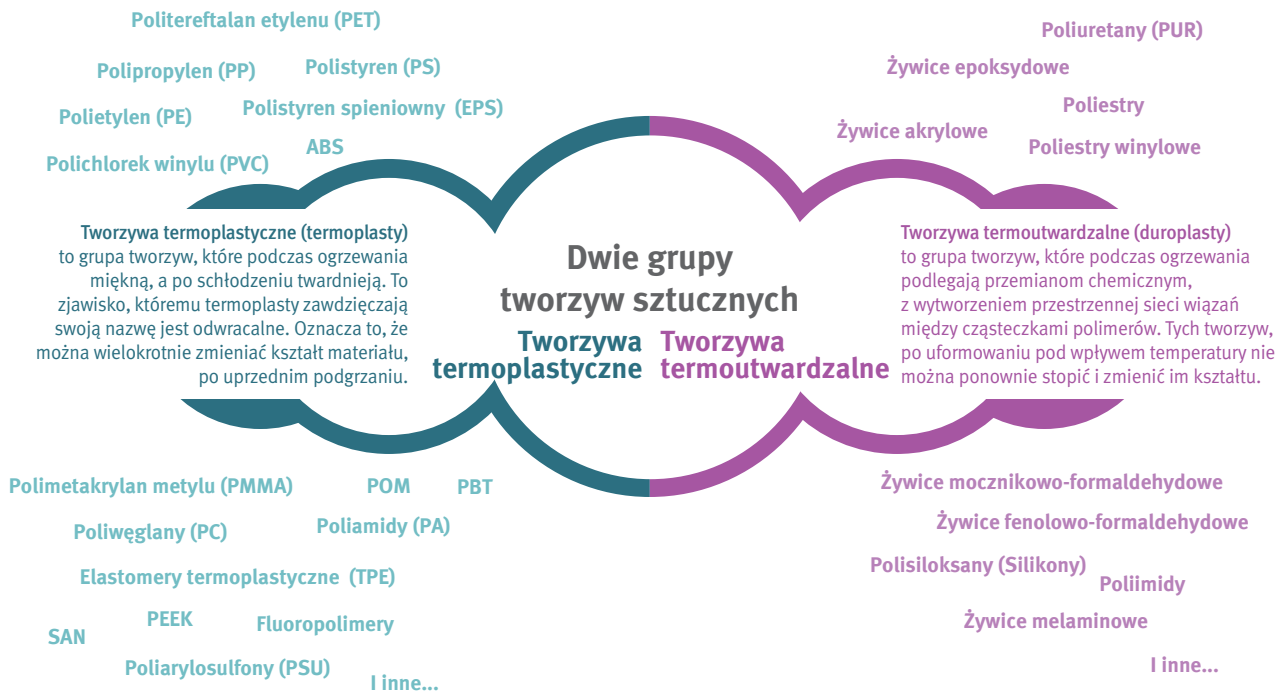 Politereftalan etylenu (PET)
Polipropylen (PP)
Polistyren (PS)
Polietylen (PE)
Polistyren spieniowny (EPS)
ABS
Polichlorek winylu (PVC)
Poliuretany (PUR)
Żywice epoksydowe
Poliestry
Żywice akrylowe
Poliestry winylowe
Tworzywa termoplastyczne (termoplasty)
to grupa tworzyw, które podczas ogrzewania
miękną, a po schłodzeniu twardnieją. To
zjawisko, któremu termoplasty zawdzięczają
swoją nazwę jest odwracalne. Oznacza to, że
można wielokrotnie zmieniać kształt materiału,
po uprzednim podgrzaniu.
Dwie grupy
tworzyw sztucznych
Tworzywa
termoplastyczne
Tworzywa
termoutwardzalne
Tworzywa termoutwardzalne (duroplasty)
to grupa tworzyw, które podczas ogrzewania
podlegają przemianom chemicznym,
z wytworzeniem przestrzennej sieci wiązań
między cząsteczkami polimerów. Tych tworzyw,
po uformowaniu pod wpływem temperatury nie
można ponownie stopić i zmienić im kształtu.
Polimetakrylan metylu (PMMA)
POM
PBT
Poliwęglany (PC)
Poliamidy (PA)
Elastomery termoplastyczne (TPE)
PEEK
SAN
Fluoropolimery
Poliarylosulfony (PSU)
I inne...
Żywice mocznikowo-formaldehydowe
Żywice fenolowo-formaldehydowe
Polisiloksany (Silikony)
Poliimidy
Żywice melaminowe
I inne...